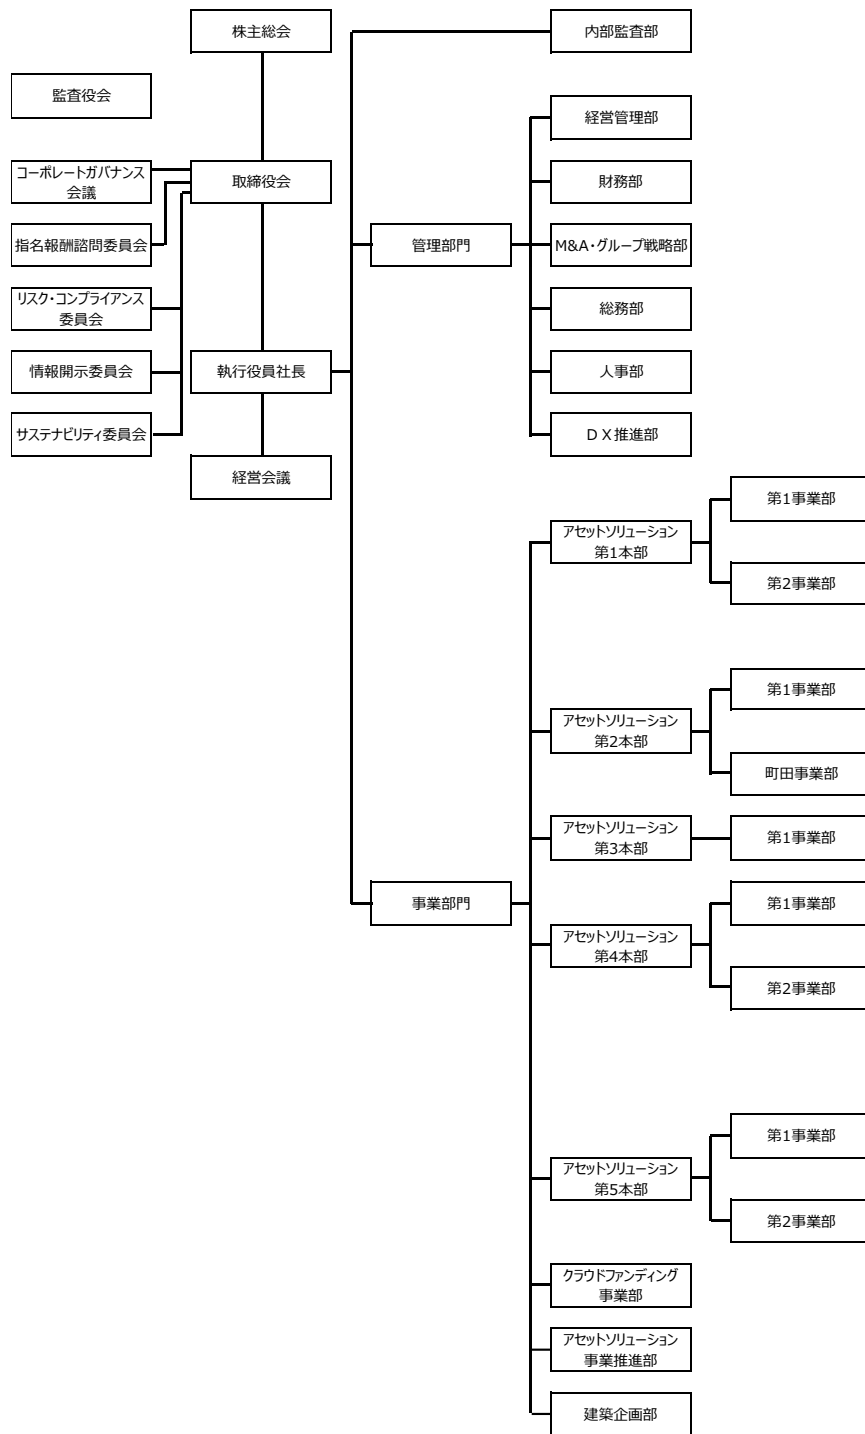 株主総会
内部監査部
監査役会
経営管理部
コーポレートガバナンス
会議
取締役会
財務部
指名報酬諮問委員会
管理部門
M&A・グループ戦略部
リスク・コンプライアンス
委員会
総務部
情報開示委員会
執行役員社長
人事部
サステナビリティ委員会
ＤＸ推進部
経営会議
第1事業部
アセットソリューション
第1本部
第2事業部
第1事業部
アセットソリューション
第2本部
町田事業部
アセットソリューション
第3本部
第1事業部
事業部門
第1事業部
アセットソリューション
第4本部
第2事業部
第1事業部
アセットソリューション
第5本部
第2事業部
クラウドファンディング
事業部
アセットソリューション
事業推進部
建築企画部